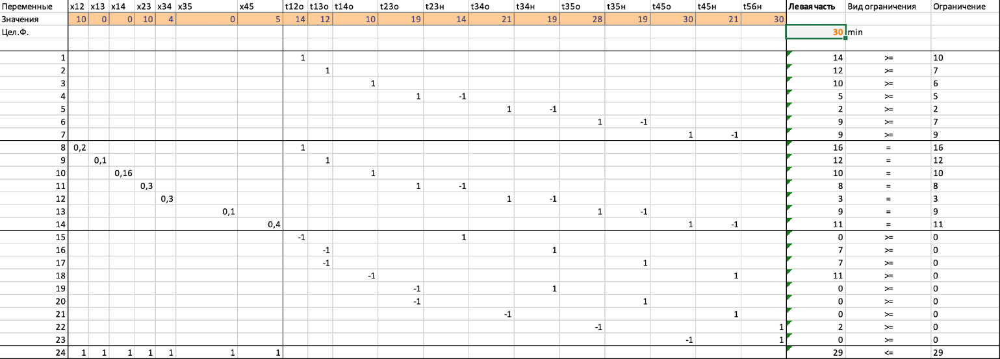 Переменные x12 x13 x14 x23 x34 x35 x45 t12o t13o t14o t23o t23н t34o t34н t35o t35н t45o t45н t56н Левая часть Вид ограничения Ограничение
Значения 10 0 0 10 4 0 5 14 12 10 19 14 21 19 28 19 30 21 30
Цел.Ф. 30 min
1 1 14 >= 10
2 1 12 >= 7
3 1 10 >= 6
4 1 -1 5 >= 5
5 1 -1 2 >= 2
6 1 -1 9 >= 7
7 1 -1 9 >= 9
8 0,2 1 16 = 16
9 0,1 1 12 = 12
10 0,16 1 10 = 10
11 0,3 1 -1 8 = 8
12 0,3 1 -1 3 = 3
13 0,1 1 -1 9 = 9
14 0,4 1 -1 11 = 11
15 -1 1 0 >= 0
16 -1 1 7 >= 0
17 -1 1 7 >= 0
18 -1 1 11 >= 0
19 -1 1 0 >= 0
20 -1 1 0 >= 0
21 -1 1 0 >= 0
22 -1 1 2 >= 0
23 -1 1 0 >= 0
24 1 1 1 1 1 1 1 29 <= 29